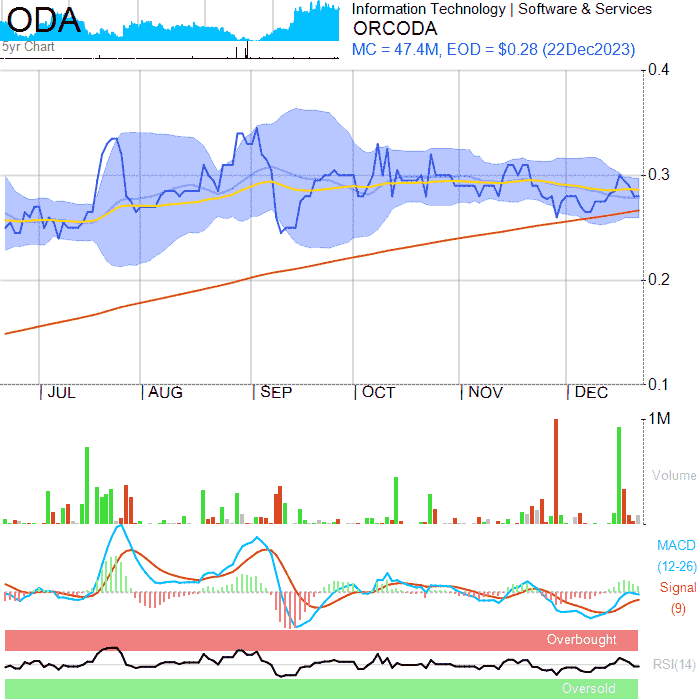 ODA
5yr Chart
Information Technology | Software & Services
ORCODA
MC = 47.4M, EOD = $0.28 (22Dec2023)
0.4
0.3
0.2
0.1
JUL AUG SEP OCT NOV DEC
1M
Volume
MACD
(12-26)
Signal
(9)
Overbought
RSI(14)
Oversold